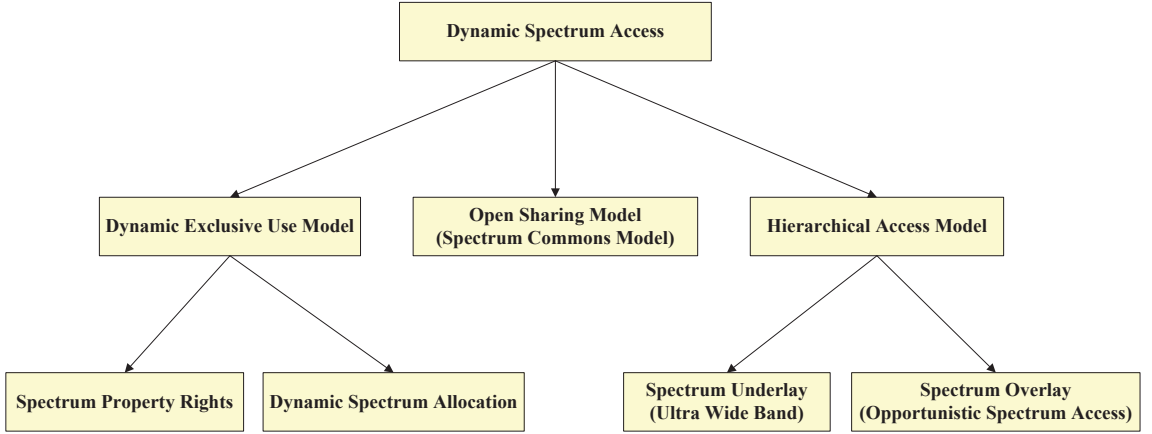 Dynamic Spectrum Access
Dynamic Exclusive Use Model
Open Sharing Model
(Spectrum Commons Model)
Hierarchical Access Model
Spectrum Property Rights
Dynamic Spectrum Allocation
Spectrum Underlay
(Ultra Wide Band)
Spectrum Overlay
(Opportunistic Spectrum Access)